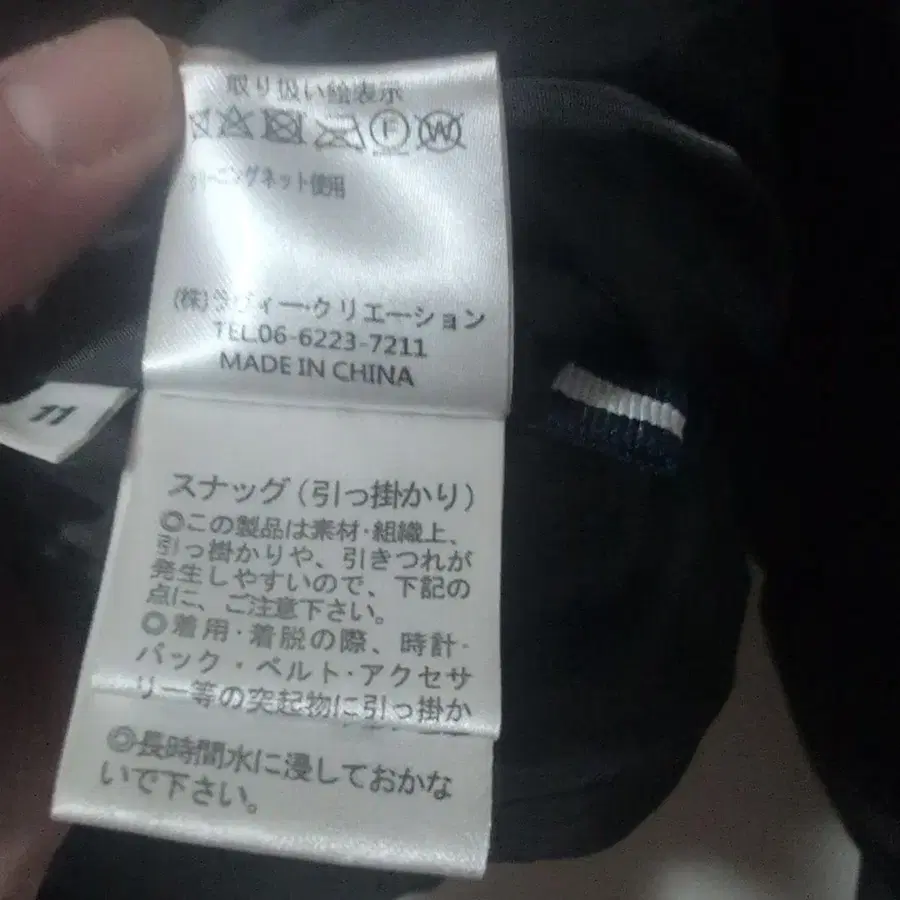 取り扱い絵表示
F W
クリーニングネット使用
(株)ラヴィー・クリエーション
TEL.06-6223-7211
MADE IN CHINA
11
スナッグ(引っ掛かり)
◎この製品は素材・組織上、
引っ掛かりや、引きつれが
発生しやすいので、下記の
点に、ご注意下さい。
◎着用・着脱の際、時計・
バック・ベルト・アクセサ
リー等の突起物に引っ掛か
◎長時間水に浸しておかな
いで下さい。